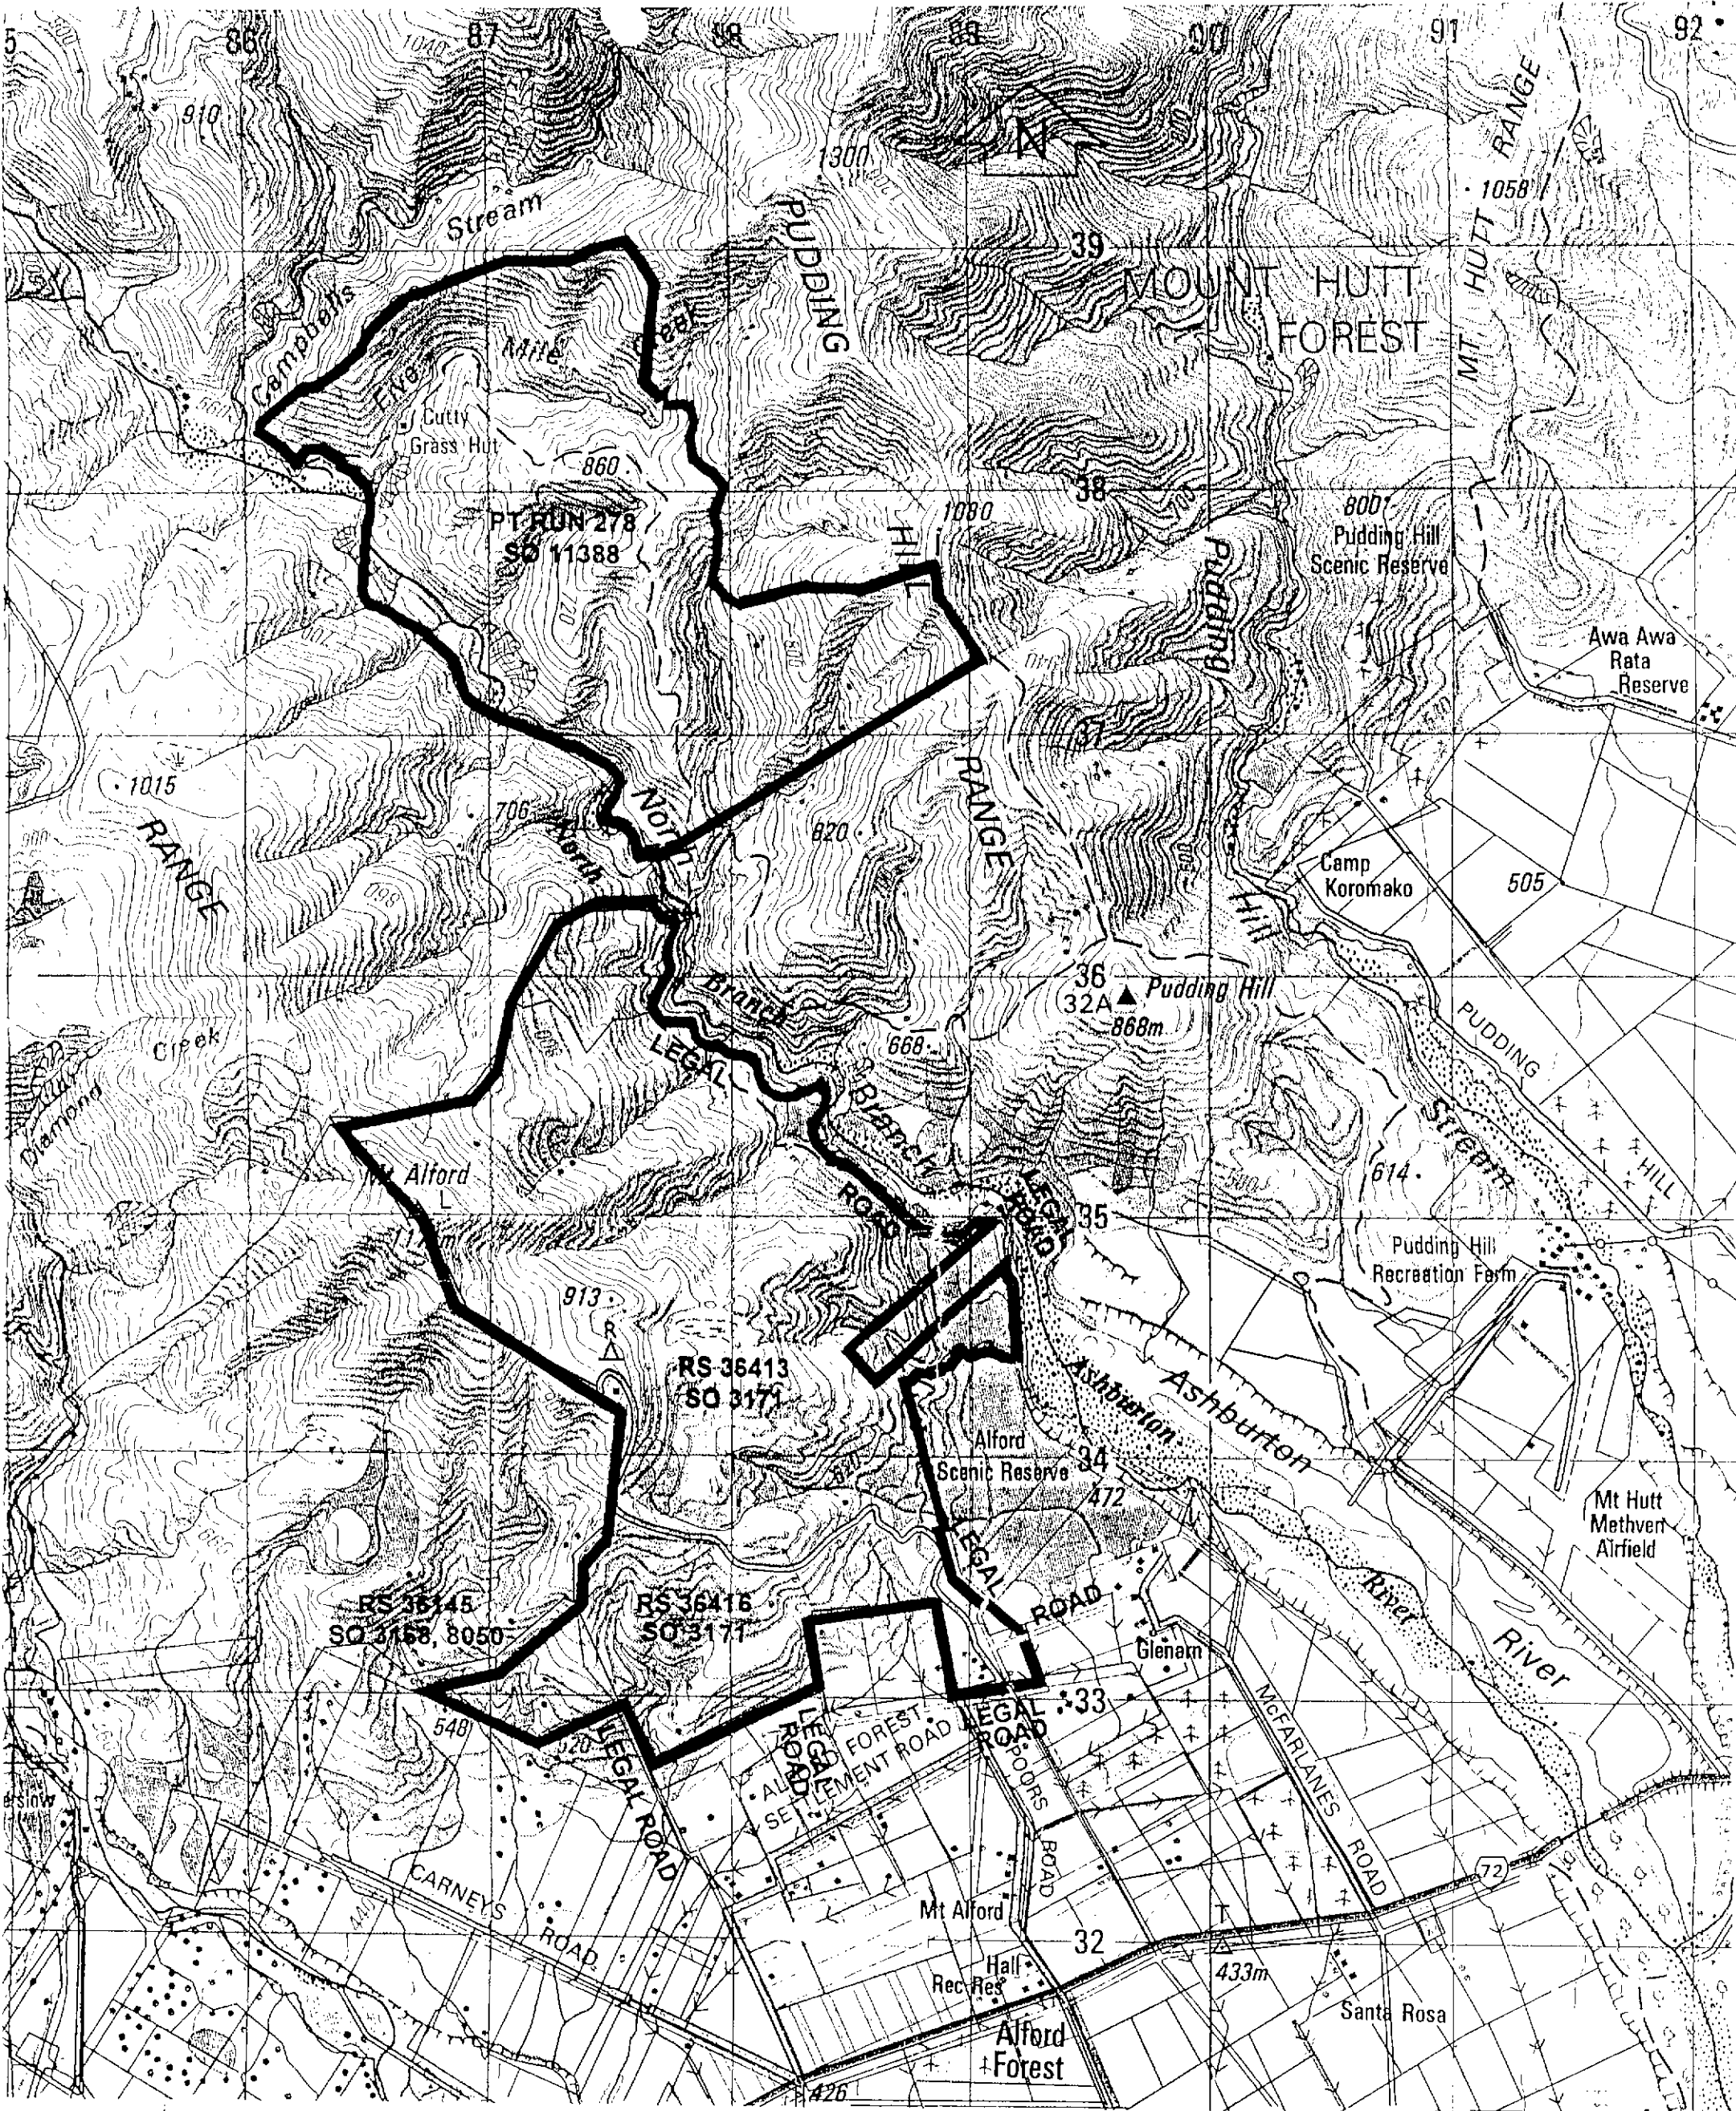 5
86
87
88
89
90
91
92
1040
910
N
1300
RANGE
1058
HUTT
MT
Stream
Campbells
PUDDING
39
MOUNT HUTT
FOREST
Five
Mile
Creek
Cutty
Grass Hut
860
38
1080
HILL
800
Pudding Hill
Scenic Reserve
PT RUN 278
SO 11388
Pudding
Awa Awa
Rata
Reserve
37
1015
RANGE
706
North
North
820
RANGE
Camp
Koromako
505
Hill
36
32A
Pudding Hill
868m
Branch
668
LEGAL
PUDDING
Creek
Diamond
Branch
Stream
HILL
614
Mt Alford
L
ROAD
LEGAL
ROAD
35
Pudding Hill
Recreation Farm
913
R
RS 36413
SO 3171
Ashburton
Ashburton
Alford
Scenic Reserve
34
472
Mt Hutt
Methven
Airfield
LEGAL
ROAD
River
River
RS 36145
SO 3168, 8050
RS 36416
SO 3171
Glenarn
33
548
520
LEGAL ROAD
LEGAL
ROAD
ALFORD FOREST
SETTLEMENT ROAD
LEGAL
ROAD
SPOORS
ROAD
McFARLANES
ROAD
CARNEYS
ROAD
440
72
Mt Alford
32
T
433m
Hall
Rec Res
Santa Rosa
Alford
Forest
426